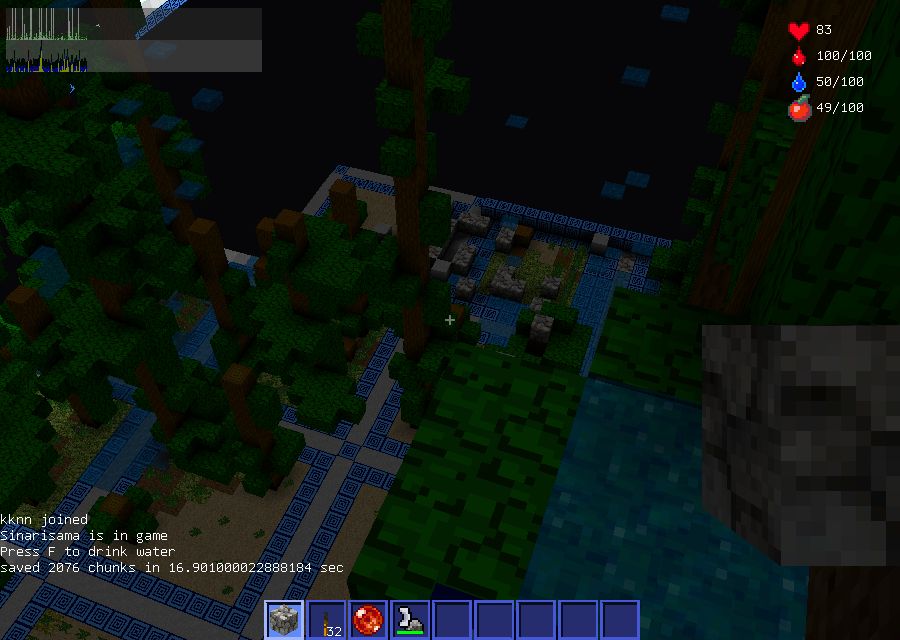 83
100/100
50/100
49/100
kknn joined
Sinarisama is in game
Press F to drink water
saved 2076 chunks in 16.901000022888184 sec
32